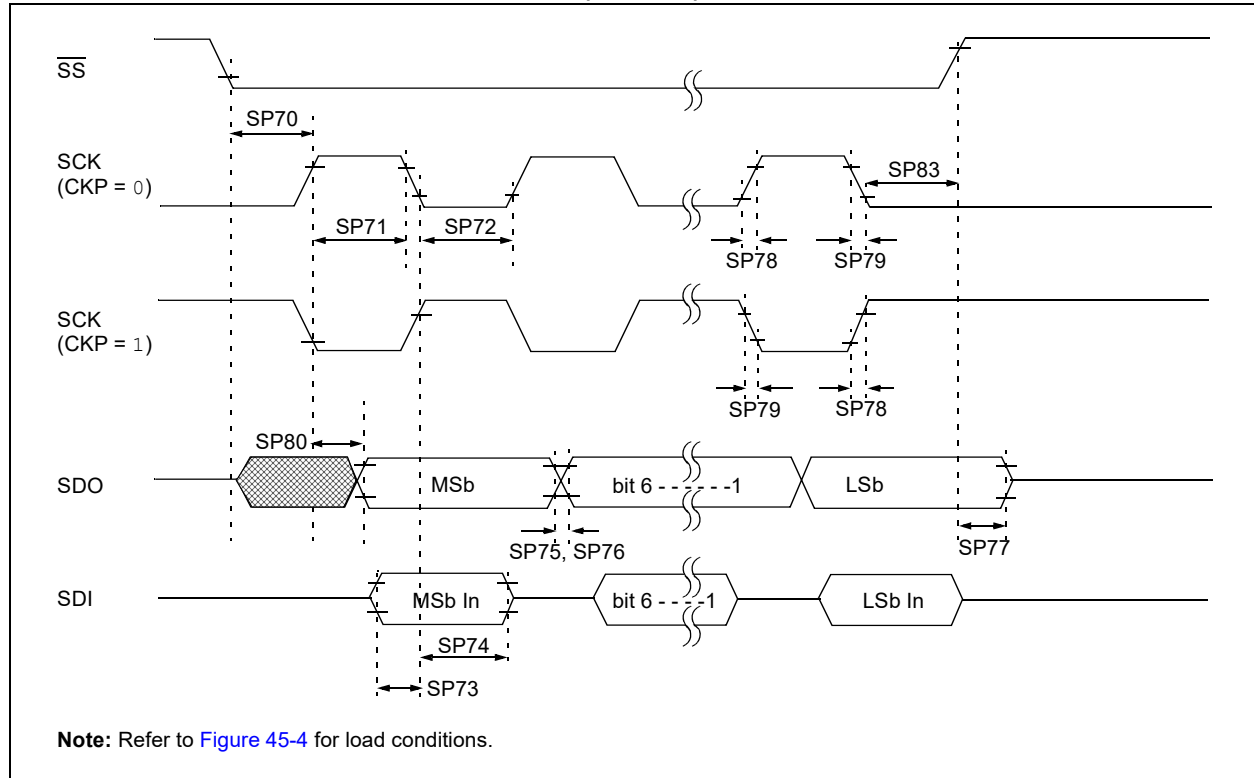 SS
SP70
SCK
(CKP = 0)
SP83
SP71
SP72
SP78
SP79
SCK
(CKP = 1)
SP79
SP78
SP80
SDO
MSb
bit 6 - - - - - -1
LSb
SP75, SP76
SP77
SDI
MSb In
bit 6 - - - - -1
LSb In
SP74
SP73
Note: Refer to Figure 45-4 for load conditions.